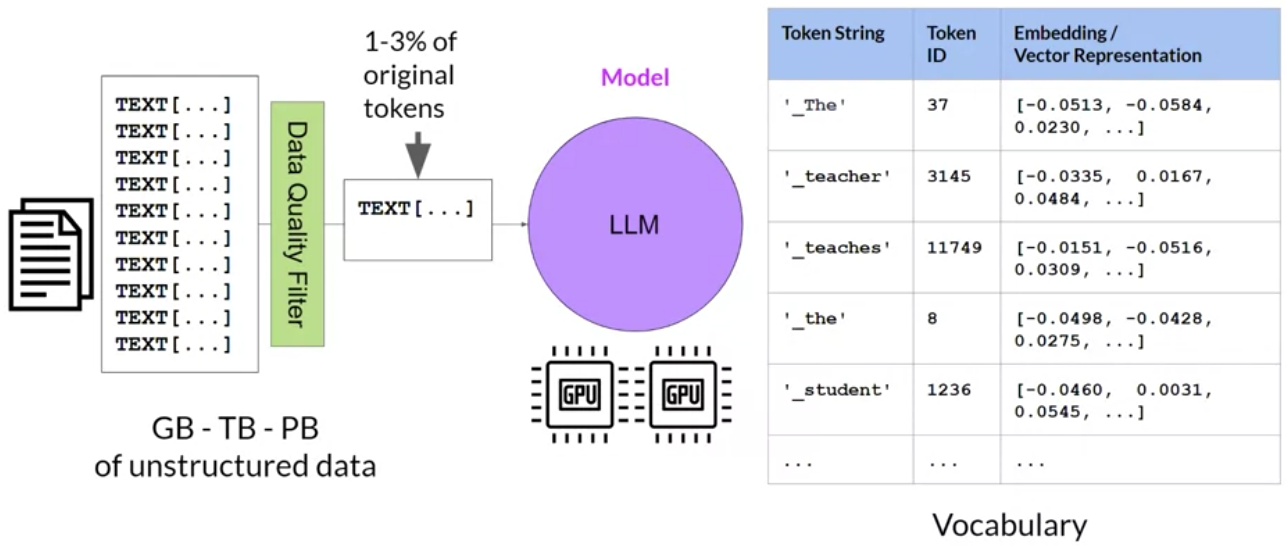 1-3% of
original
tokens
TEXT[...]
TEXT[...]
TEXT[...]
TEXT[...]
TEXT[...]
TEXT[...]
TEXT[...]
TEXT[...]
TEXT[...]
TEXT[...]
Data Quality Filter
TEXT[...]
Model
LLM
GPU GPU
GB - TB - PB
of unstructured data
Token String Token ID Embedding / Vector Representation
'_The' 37 [-0.0513, -0.0584,
0.0230, ...]
'_teacher' 3145 [-0.0335, 0.0167,
0.0484, ...]
'_teaches' 11749 [-0.0151, -0.0516,
0.0309, ...]
'_the' 8 [-0.0498, -0.0428,
0.0275, ...]
'_student' 1236 [-0.0460, 0.0031,
0.0545, ...]
... ... ...
Vocabulary